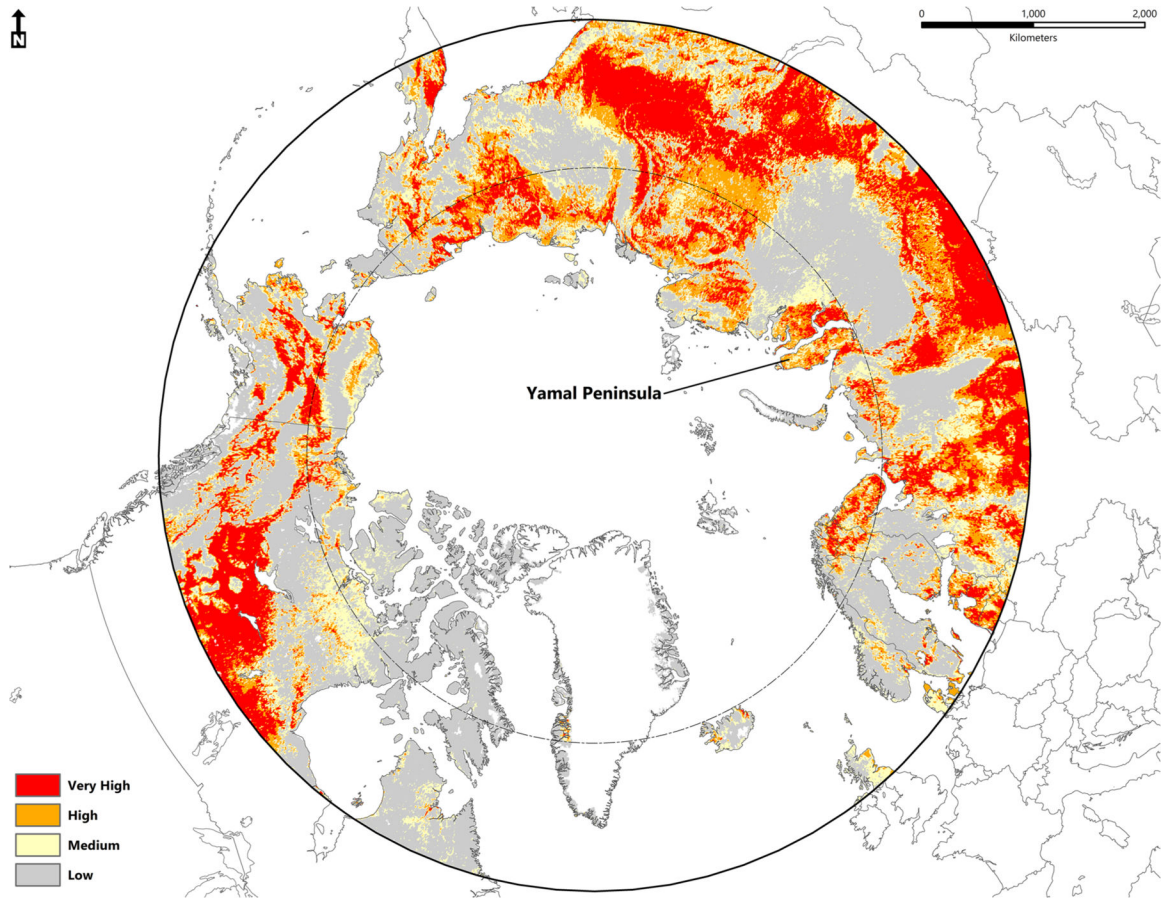 N
0 1,000 2,000
Kilometers
Yamal Peninsula
Very High
High
Medium
Low